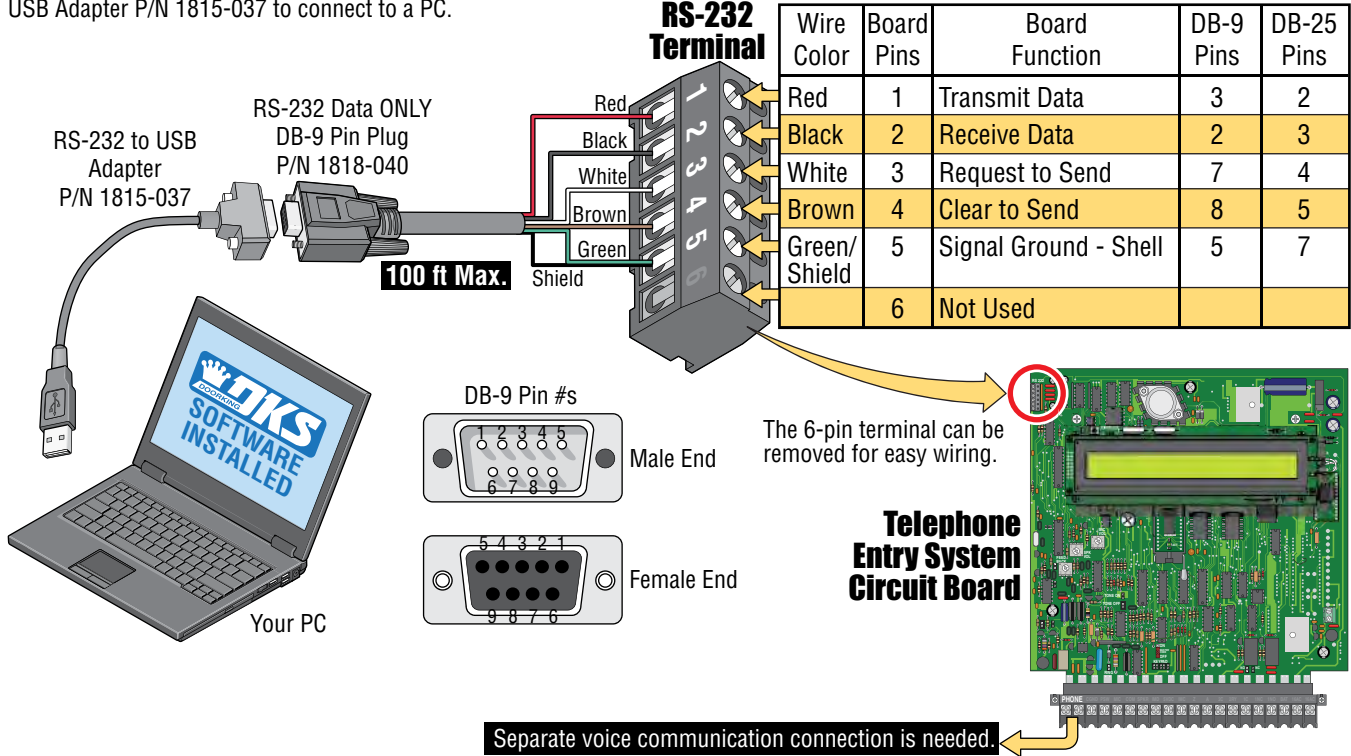 USB Adapter P/N 1815-037 to connect to a PC.
RS-232
Terminal
Wire Color Board Pins Board Function DB-9 Pins DB-25 Pins
Red 1 Transmit Data 3 2
Black 2 Receive Data 2 3
White 3 Request to Send 7 4
Brown 4 Clear to Send 8 5
Green/Shield 5 Signal Ground - Shell 5 7
6 Not Used
RS-232 to USB
Adapter
P/N 1815-037
RS-232 Data ONLY
DB-9 Pin Plug
P/N 1818-040
Red
Black
White
Brown
Green
Shield
100 ft Max.
1
2
3
4
5
6
DOORKING
DKS
SOFTWARE
INSTALLED
Your PC
DB-9 Pin #s
1 2 3 4 5
6 7 8 9
Male End
5 4 3 2 1
9 8 7 6
Female End
The 6-pin terminal can be
removed for easy wiring.
Telephone
Entry System
Circuit Board
RS 232
TONE ON
TONE OFF
KEYPAD
PHONE
Separate voice communication connection is needed.